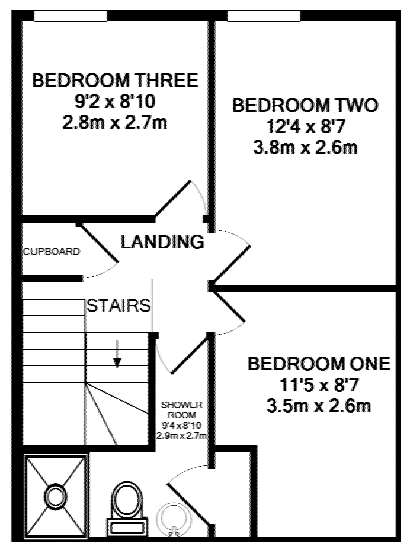 BEDROOM THREE
9'2 x 8'10
2.8m x 2.7m
BEDROOM TWO
12'4 x 8'7
3.8m x 2.6m
LANDING
CUPBOARD
STAIRS
BEDROOM ONE
11'5 x 8'7
3.5m x 2.6m
SHOWER
ROOM
9'4 x 8'10
2.9m x 2.7m